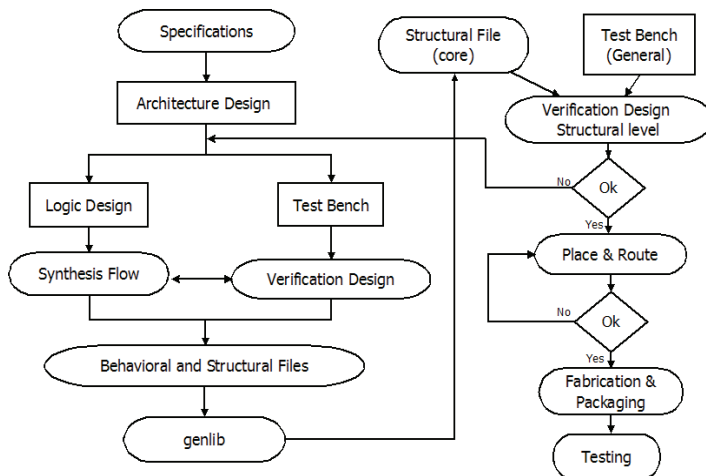 Specifications
Architecture Design
Logic Design
Test Bench
Synthesis Flow
Verification Design
Behavioral and Structural Files
genlib
Structural File
(core)
Test Bench
(General)
Verification Design
Structural level
No
Ok
Yes
Place & Route
No
Ok
Yes
Fabrication &
Packaging
Testing